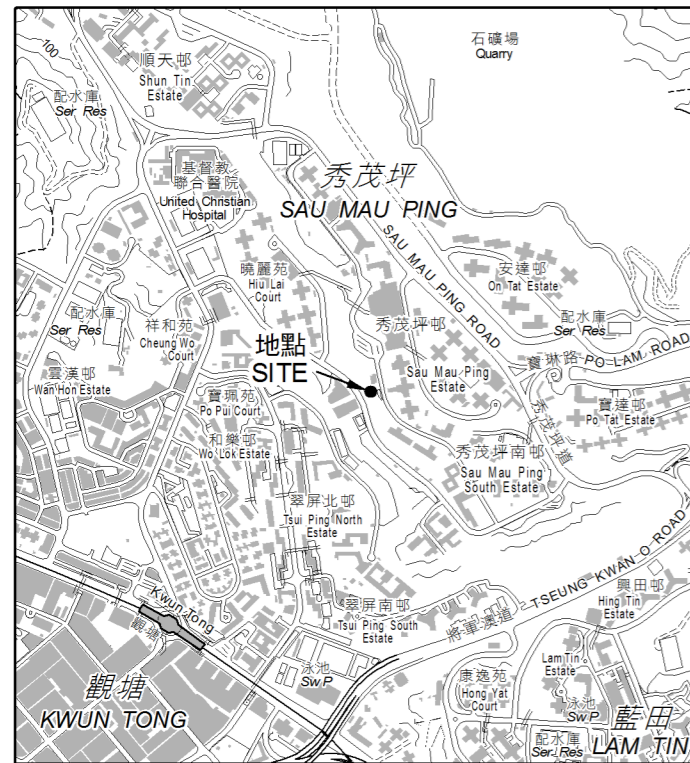 石礦場
Quarry
100
順天邨
Shun Tin
Estate
配水庫
Ser Res
基督教
聯合醫院
United Christian
Hospital
秀茂坪
SAU MAU PING
SAU MAU PING ROAD
安達邨
On Tat Estate
曉麗苑
Hiu Lai
Court
配水庫
Ser Res
祥和苑
Cheung Wo
Court
配水庫
Ser Res
秀茂坪邨
Sau Mau Ping
Estate
地點
SITE
寶琳路 PO LAM ROAD
雲漢邨
Wan Hon Estate
寶珮苑
Po Pui Court
寶達邨
Po Tat Estate
秀茂坪道
和樂邨
Wo Lok Estate
秀茂坪南邨
Sau Mau Ping
South Estate
翠屏北邨
Tsui Ping North
Estate
將軍澳道 TSEUNG KWAN O ROAD
興田邨
Hing Tin
Estate
Kwun Tong
觀塘
翠屏南邨
Tsui Ping South
Estate
泳池
Sw P
Lam Tin
Estate
康逸苑
Hong Yat
Court
泳池
Sw P
觀塘
KWUN TONG
藍田
LAM TIN
配水庫
Ser Res